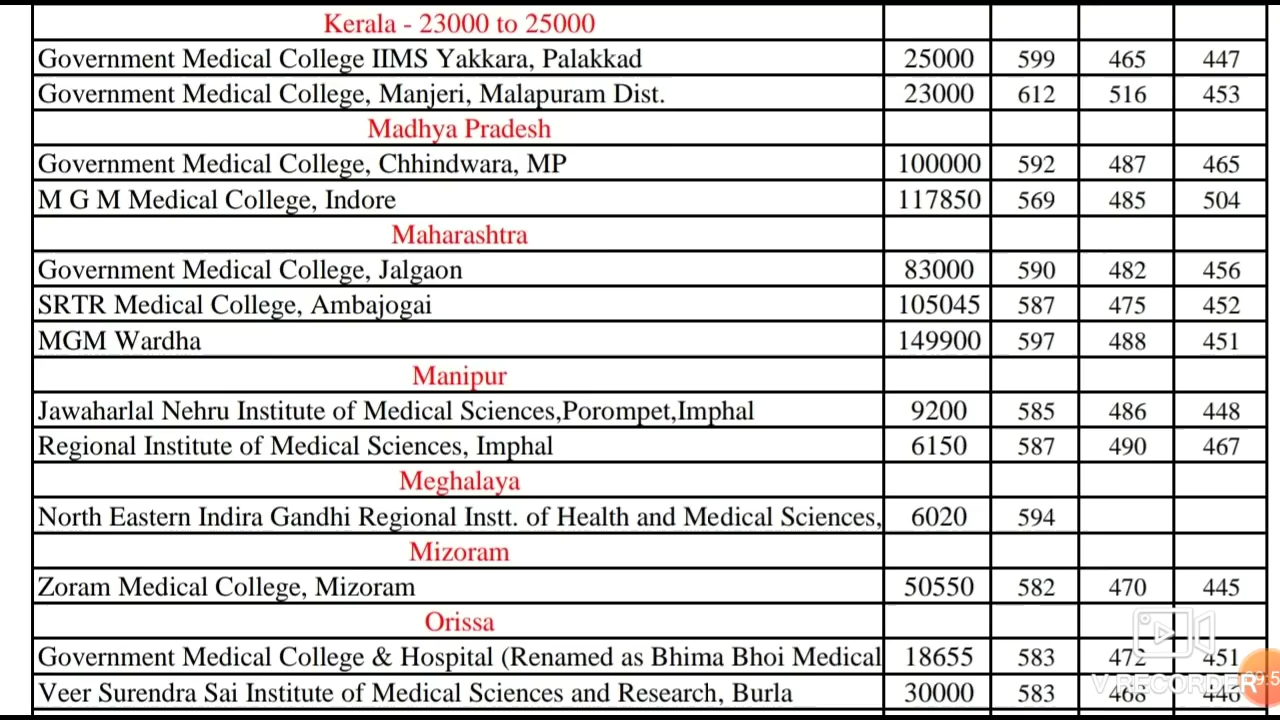 Kerala - 23000 to 25000
Government Medical College IIMS Yakkara, Palakkad 25000 599 465 447
Government Medical College, Manjeri, Malapuram Dist. 23000 612 516 453
Madhya Pradesh
Government Medical College, Chhindwara, MP 100000 592 487 465
M G M Medical College, Indore 117850 569 485 504
Maharashtra
Government Medical College, Jalgaon 83000 590 482 456
SRTR Medical College, Ambajogai 105045 587 475 452
MGM Wardha 149900 597 488 451
Manipur
Jawaharlal Nehru Institute of Medical Sciences,Porompet,Imphal 9200 585 486 448
Regional Institute of Medical Sciences, Imphal 6150 587 490 467
Meghalaya
North Eastern Indira Gandhi Regional Instt. of Health and Medical Sciences, 6020 594
Mizoram
Zoram Medical College, Mizoram 50550 582 470 445
Orissa
Government Medical College & Hospital (Renamed as Bhima Bhoi Medical 18655 583 472 451
Veer Surendra Sai Institute of Medical Sciences and Research, Burla 30000 583 468 446
V RECORDER